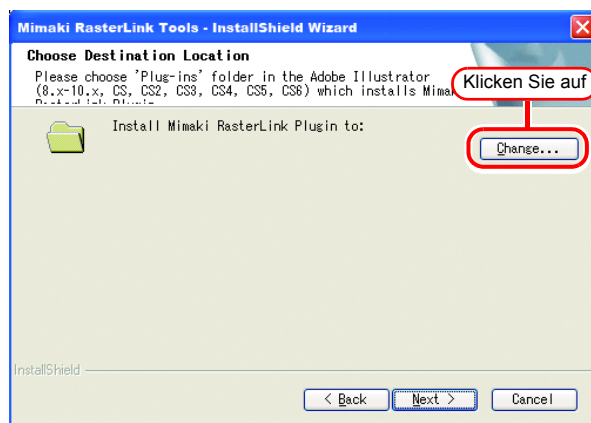 Mimaki RasterLink Tools - InstallShield Wizard
Choose Destination Location
Please choose 'Plug-ins' folder in the Adobe Illustrator
(8.x-10.x, CS, CS2, CS3, CS4, CS5, CS6) which installs
Klicken Sie auf
Install Mimaki RasterLink Plugin to:
Change...
InstallShield
< Back
Next >
Cancel